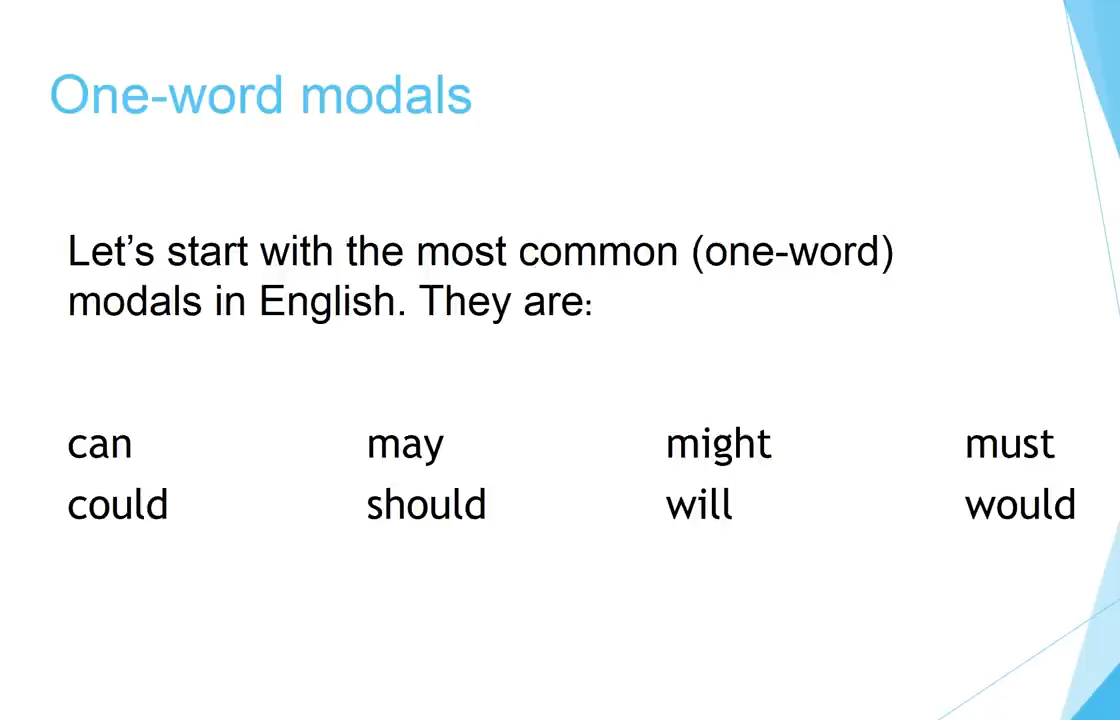 One-word modals
Let’s start with the most common (one-word)
modals in English. They are:
can may might must
could should will would